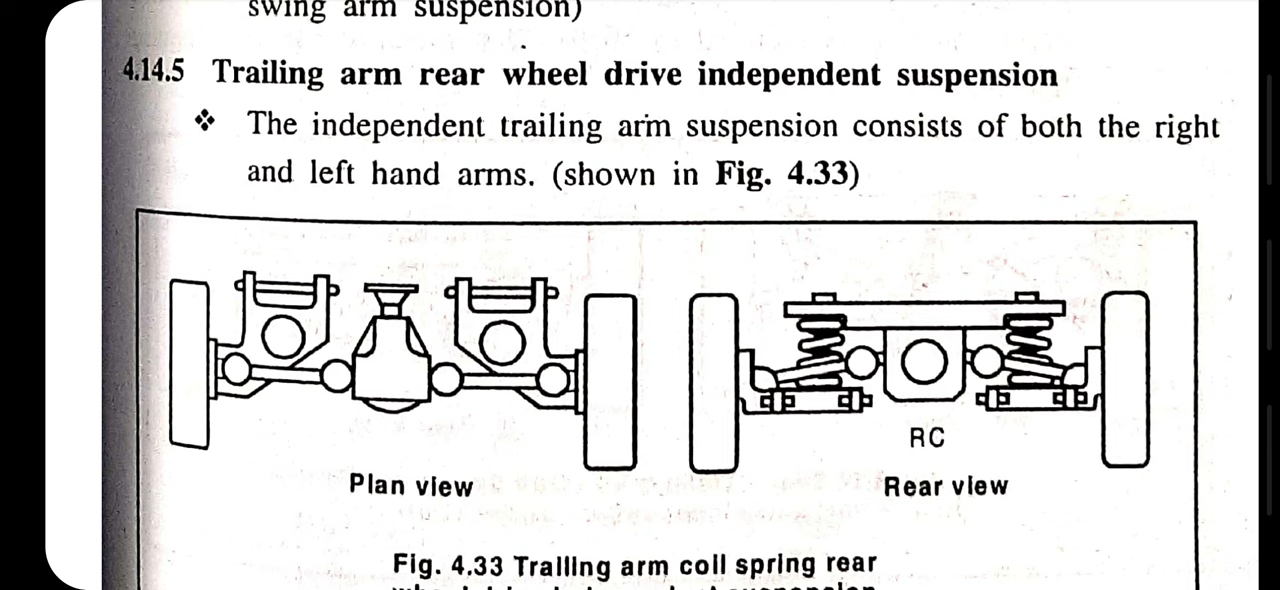 swing arm suspension)
4.14.5 Trailing arm rear wheel drive independent suspension
❖ The independent trailing arm suspension consists of both the right
and left hand arms. (shown in Fig. 4.33)
RC
Plan view
Rear view
Fig. 4.33 Trailing arm coil spring rear